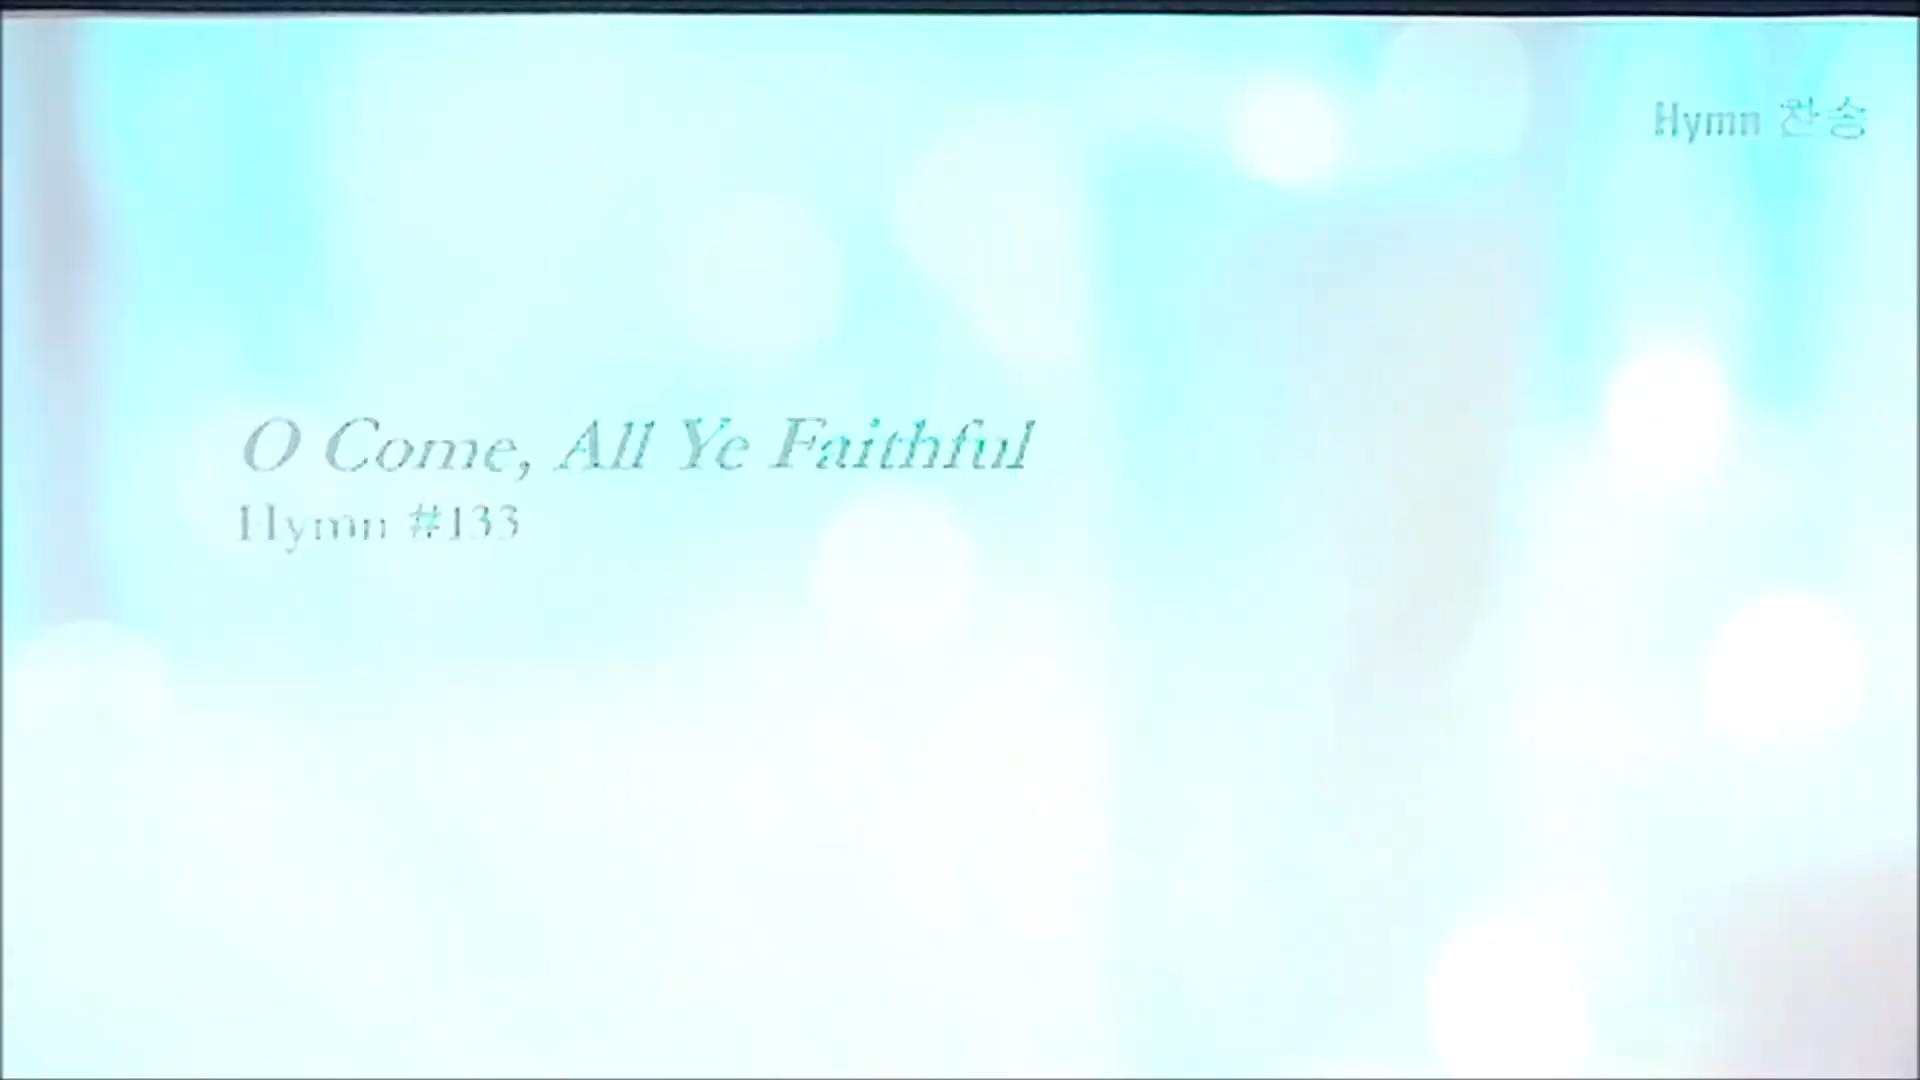 Hymn 찬송
O Come, All Ye Faithful
Hymn #133